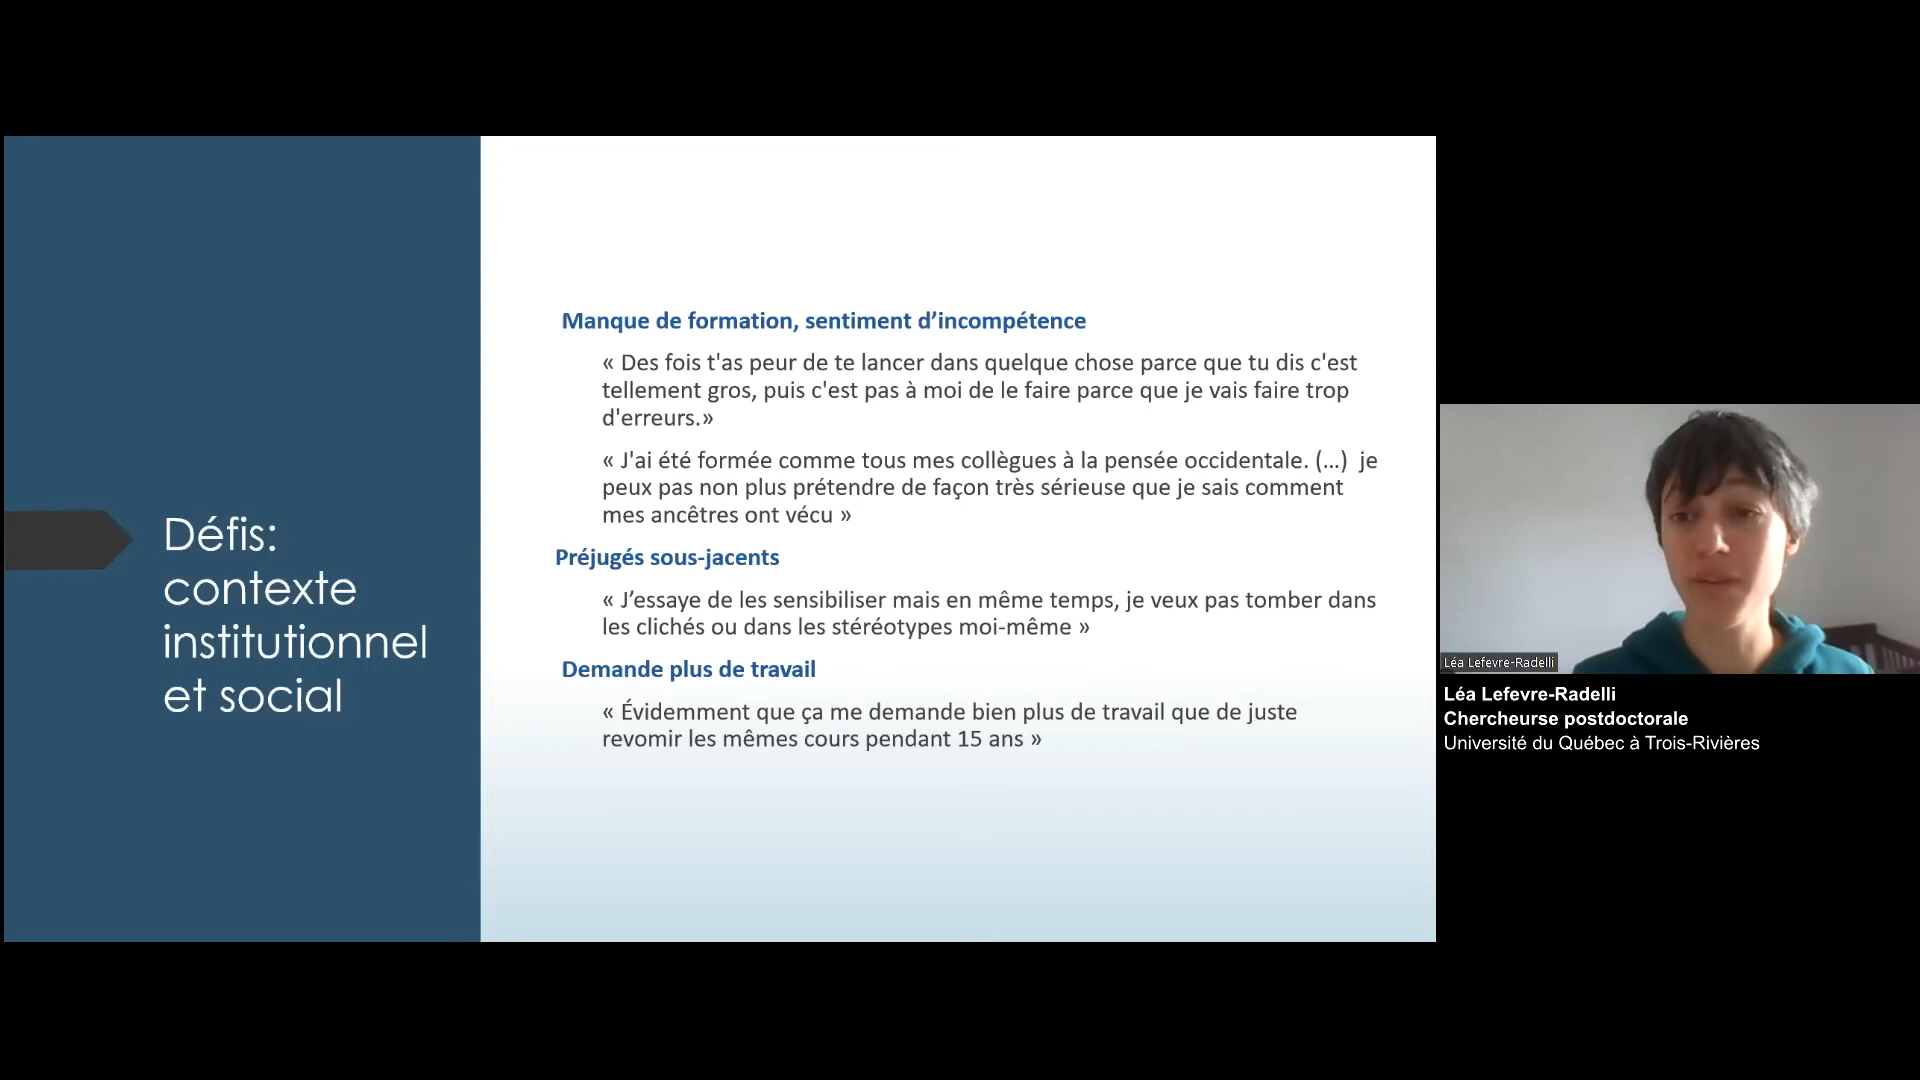 Défis:
contexte
institutionnel
et social
Manque de formation, sentiment d’incompétence
« Des fois t'as peur de te lancer dans quelque chose parce que tu dis c'est
tellement gros, puis c'est pas à moi de le faire parce que je vais faire trop
d'erreurs.»
« J'ai été formée comme tous mes collègues à la pensée occidentale. (…)  je
peux pas non plus prétendre de façon très sérieuse que je sais comment
mes ancêtres ont vécu »
Préjugés sous-jacents
« J’essaye de les sensibiliser mais en même temps, je veux pas tomber dans
les clichés ou dans les stéréotypes moi-même »
Demande plus de travail
« Évidemment que ça me demande bien plus de travail que de juste
revomir les mêmes cours pendant 15 ans »
Léa Lefevre-Radelli
Léa Lefevre-Radelli
Chercheurse postdoctorale
Université du Québec à Trois-Rivières